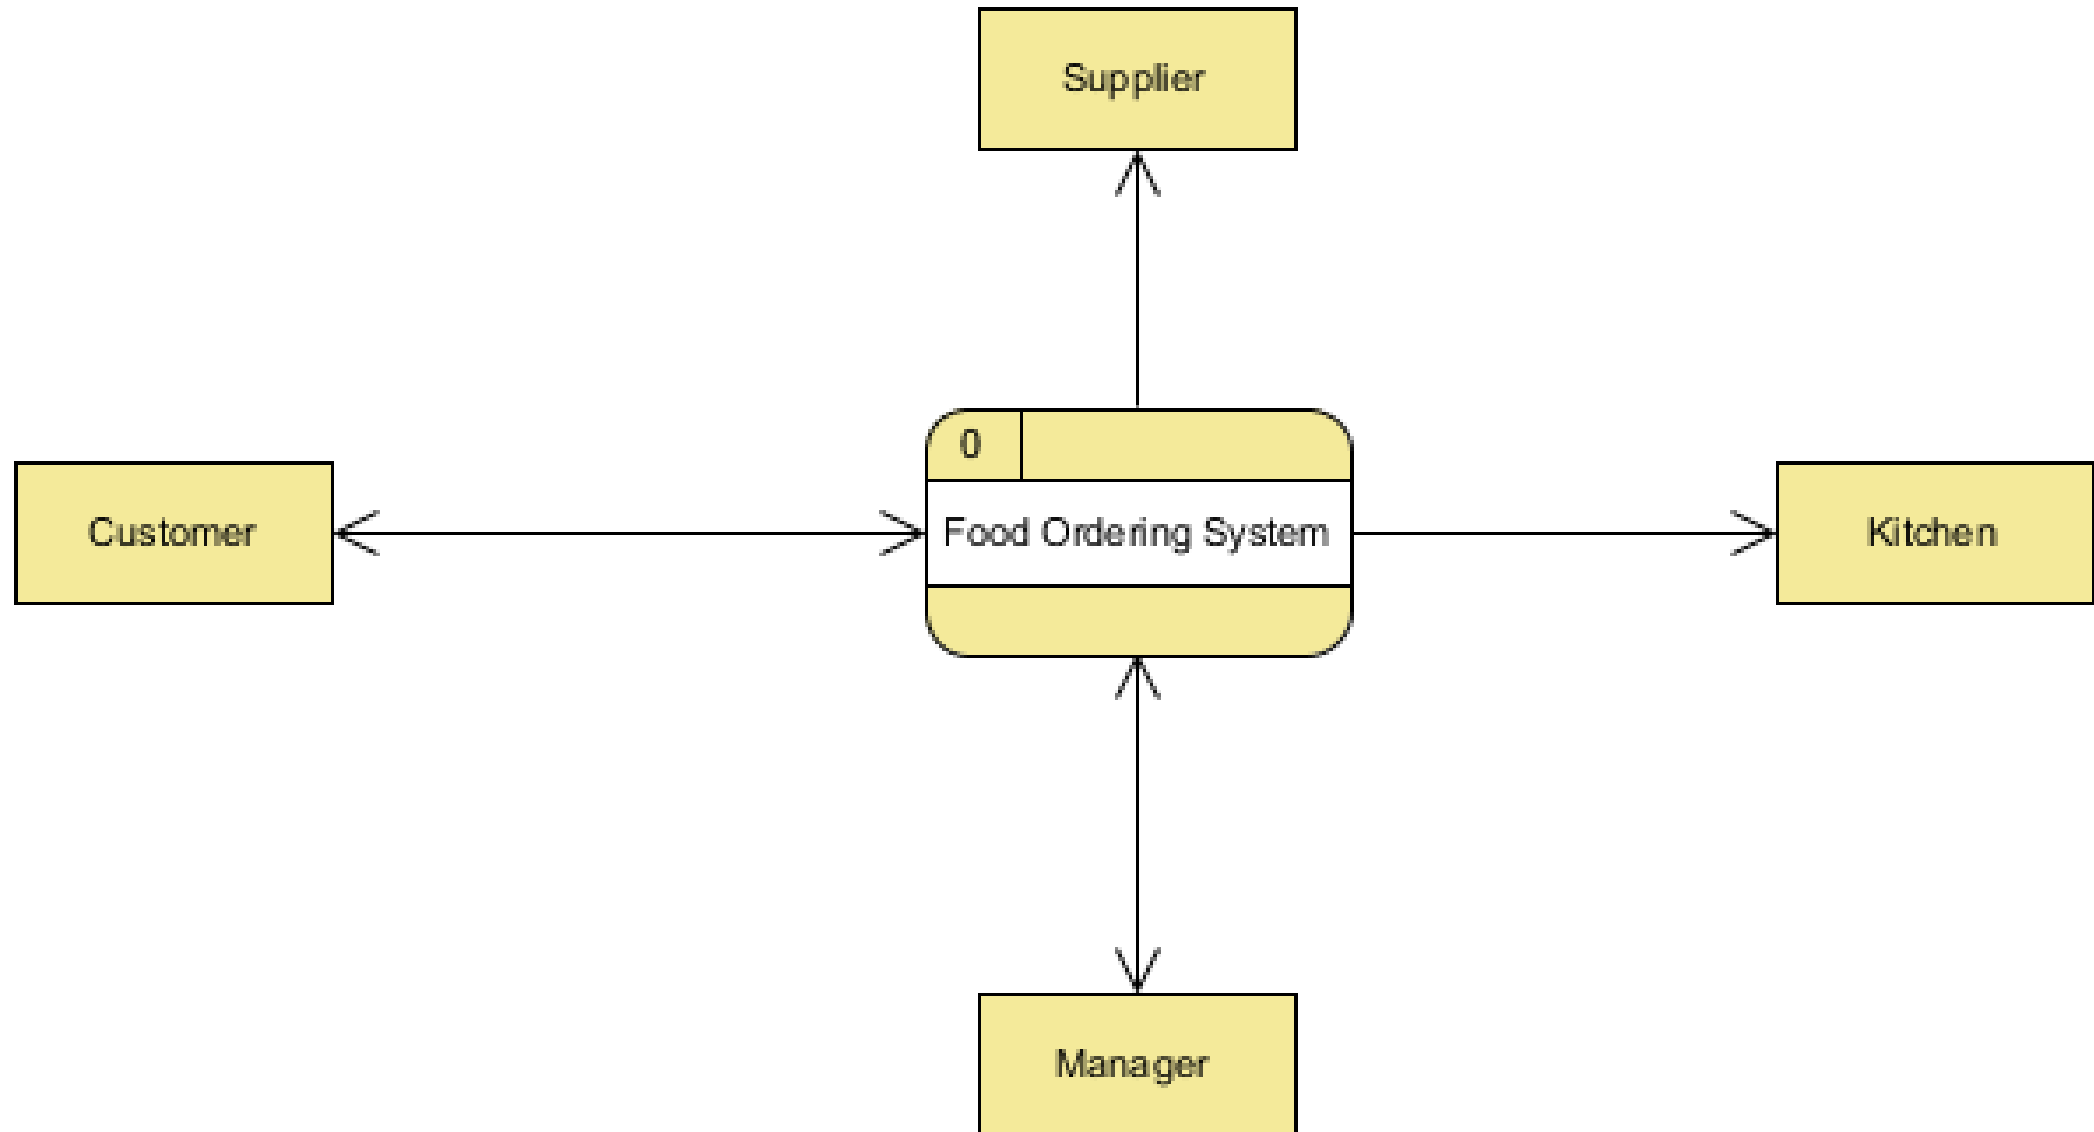 Supplier
0
Customer
Food Ordering System
Kitchen
Manager